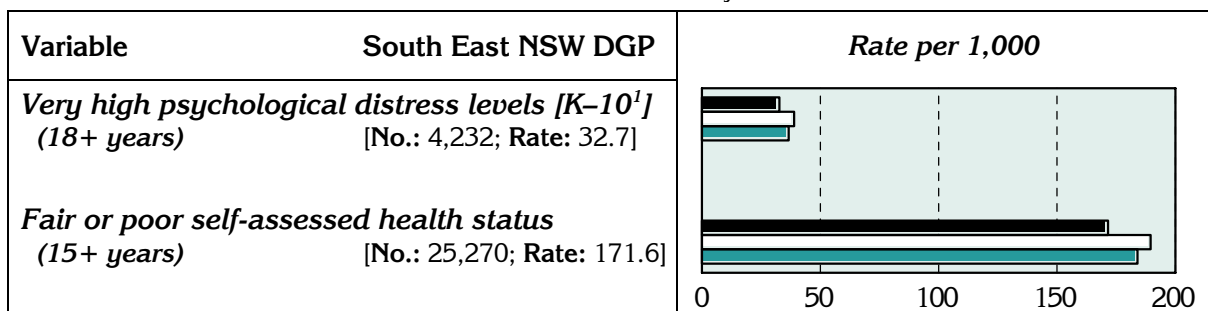 Variable South East NSW DGP Rate per 1,000
Very high psychological distress levels [K–10¹]
(18+ years) [No.: 4,232; Rate: 32.7]
Fair or poor self-assessed health status
(15+ years) [No.: 25,270; Rate: 171.6]
0 50 100 150 200